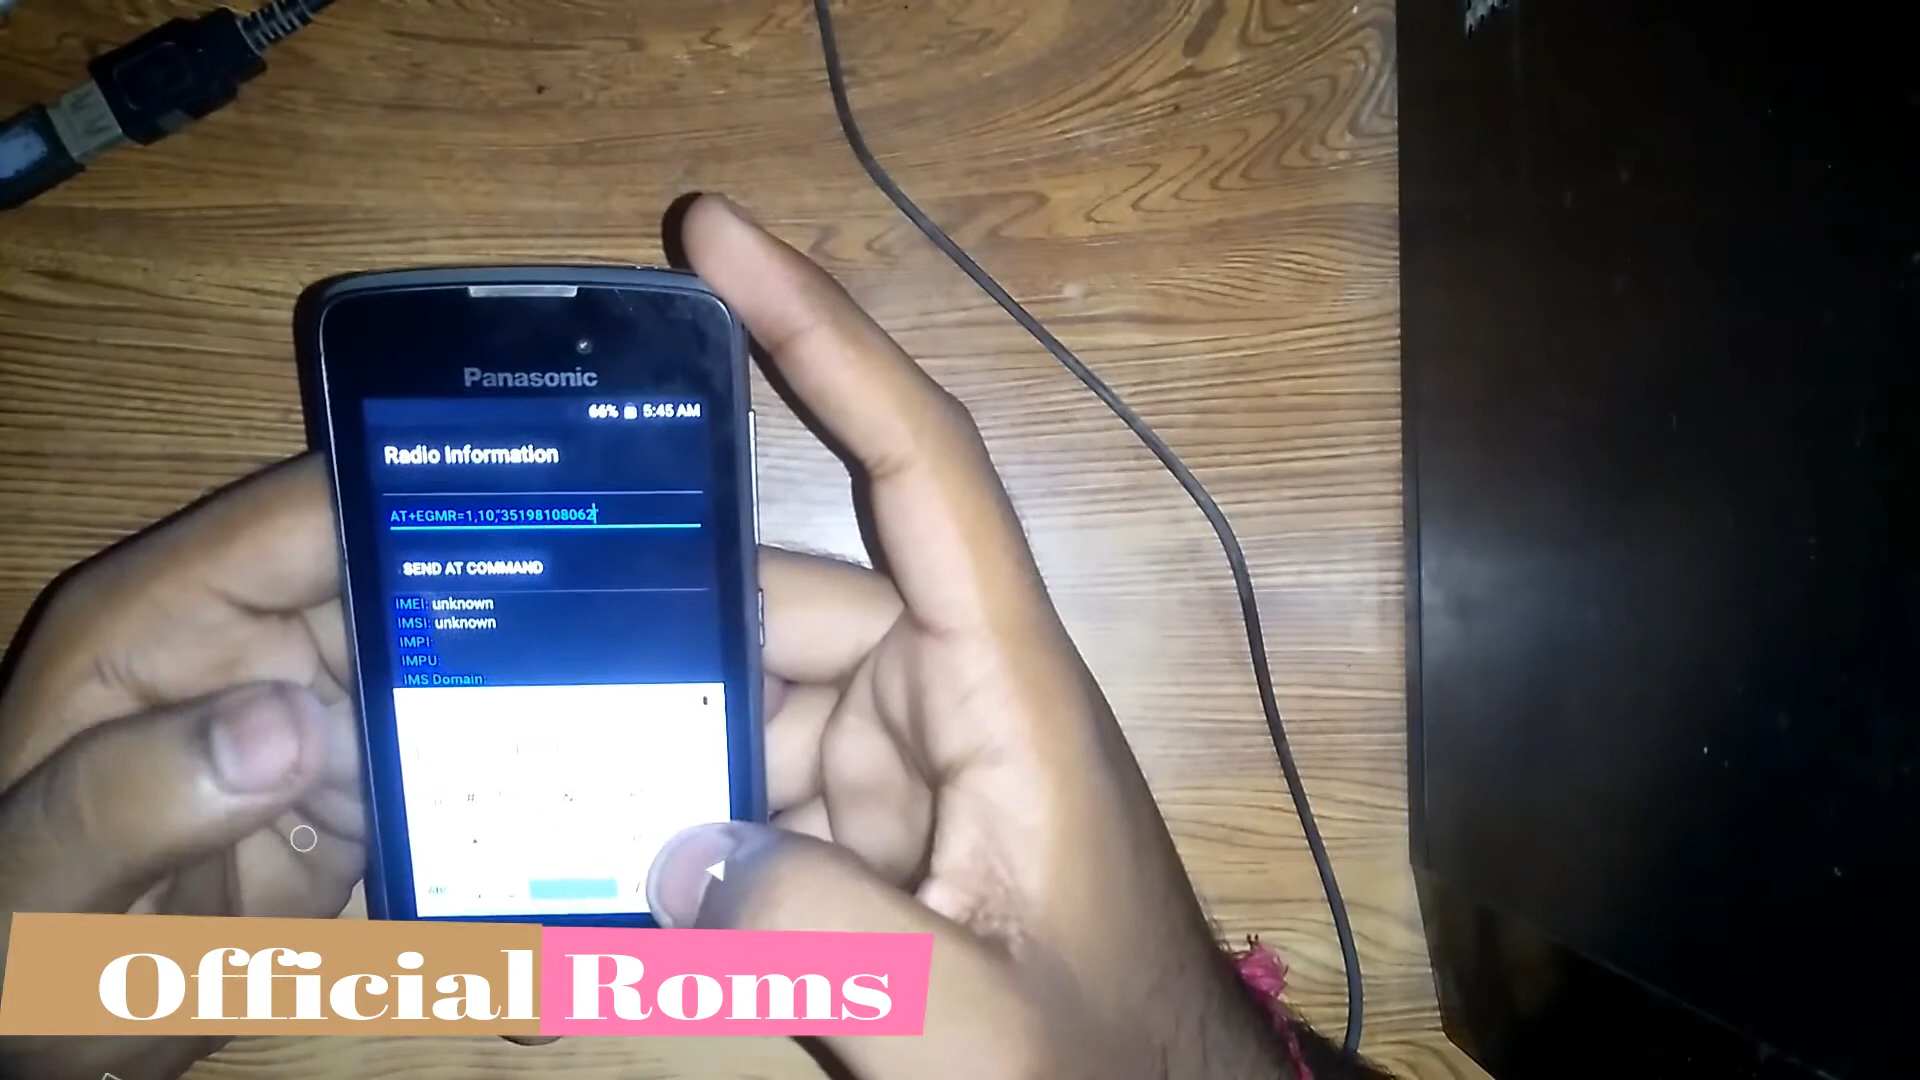 Panasonic
66% 5:45 AM
Radio Information
AT+EGMR=1,10,"35198108062"
SEND AT COMMAND
IMEI: unknown
IMSI: unknown
IMPI:
IMPU:
IMS Domain:
Official Roms